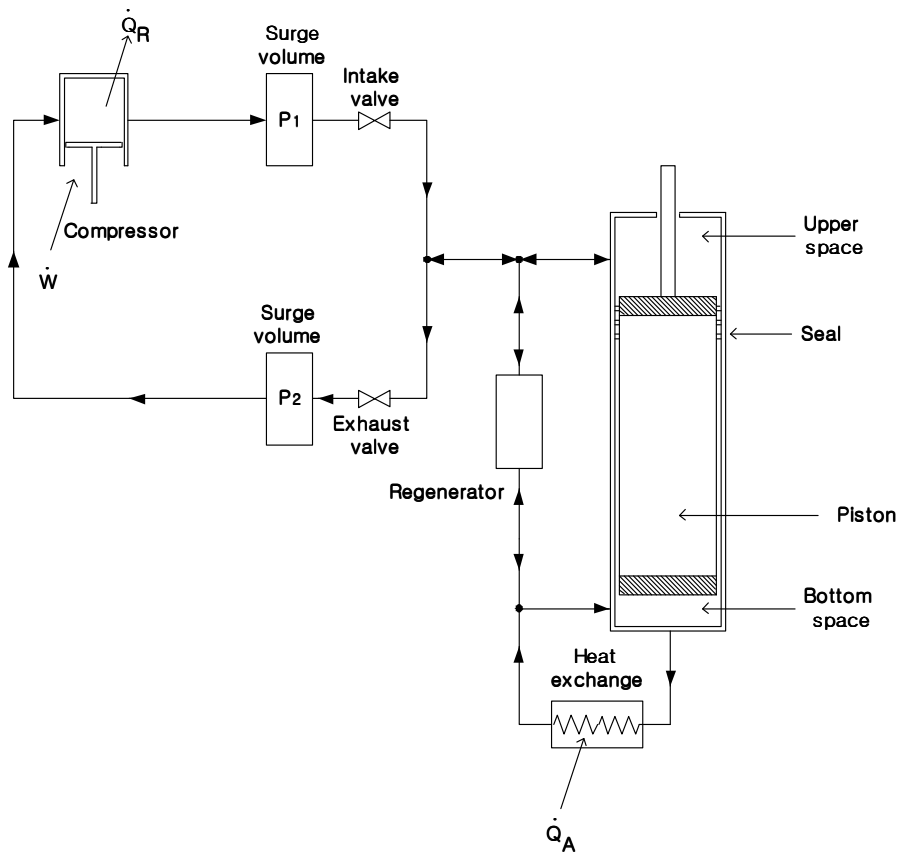 Q̇R
Surge
volume
Intake
valve
P1
Compressor
Ẇ
Upper
space
Surge
volume
Seal
P2
Exhaust
valve
Regenerator
Piston
Bottom
space
Heat
exchange
Q̇A